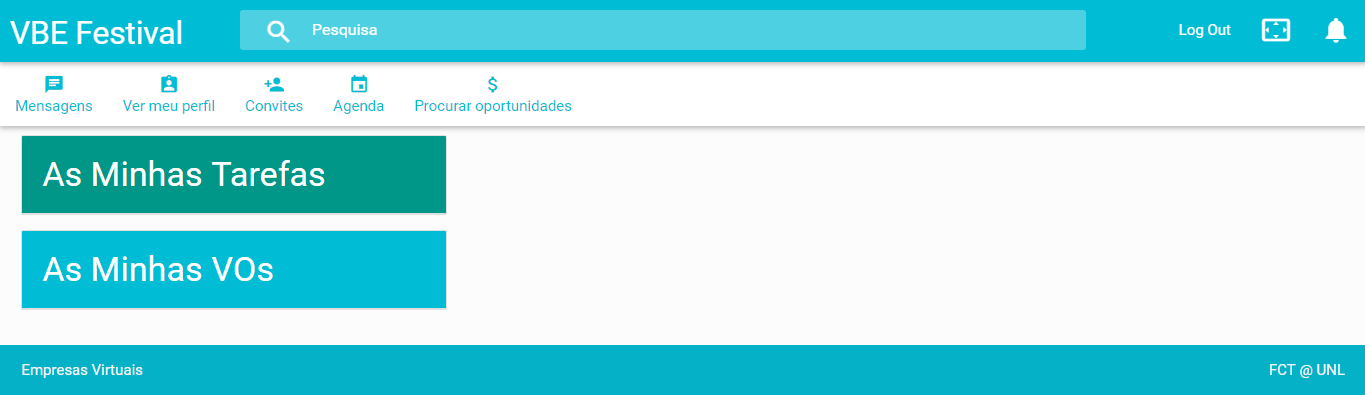 VBE Festival
Pesquisa
Log Out
Mensagens
Ver meu perfil
Convites
Agenda
Procurar oportunidades
As Minhas Tarefas
As Minhas VOs
Empresas Virtuais
FCT @ UNL